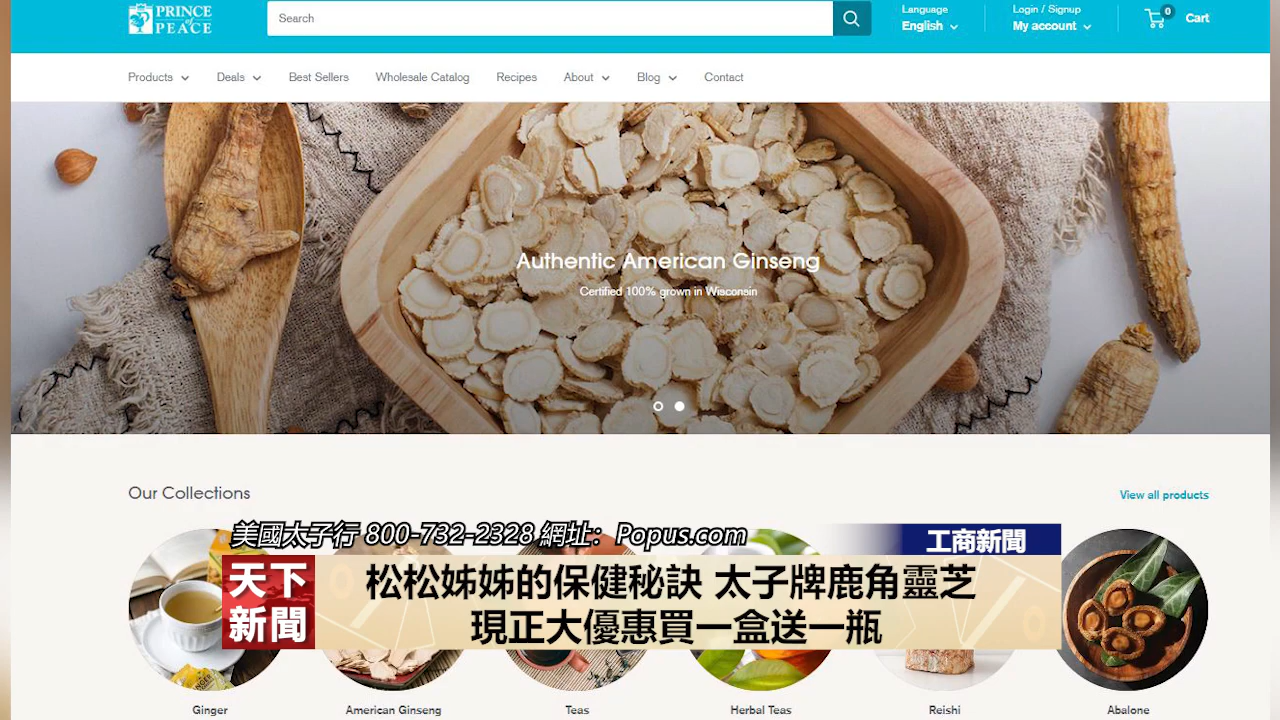 PRINCE
of
PEACE
Search
Language
English
Login / Signup
My account
0
Cart
Products
Deals
Best Sellers
Wholesale Catalog
Recipes
About
Blog
Contact
Authentic American Ginseng
Certified 100% grown in Wisconsin
Our Collections
View all products
美國太子行 800-732-2328 網址：Popus.com
工商新聞
天下
新聞
松松姊姊的保健秘訣 太子牌鹿角靈芝
現正大優惠買一盒送一瓶
Ginger
American Ginseng
Teas
Herbal Teas
Reishi
Abalone